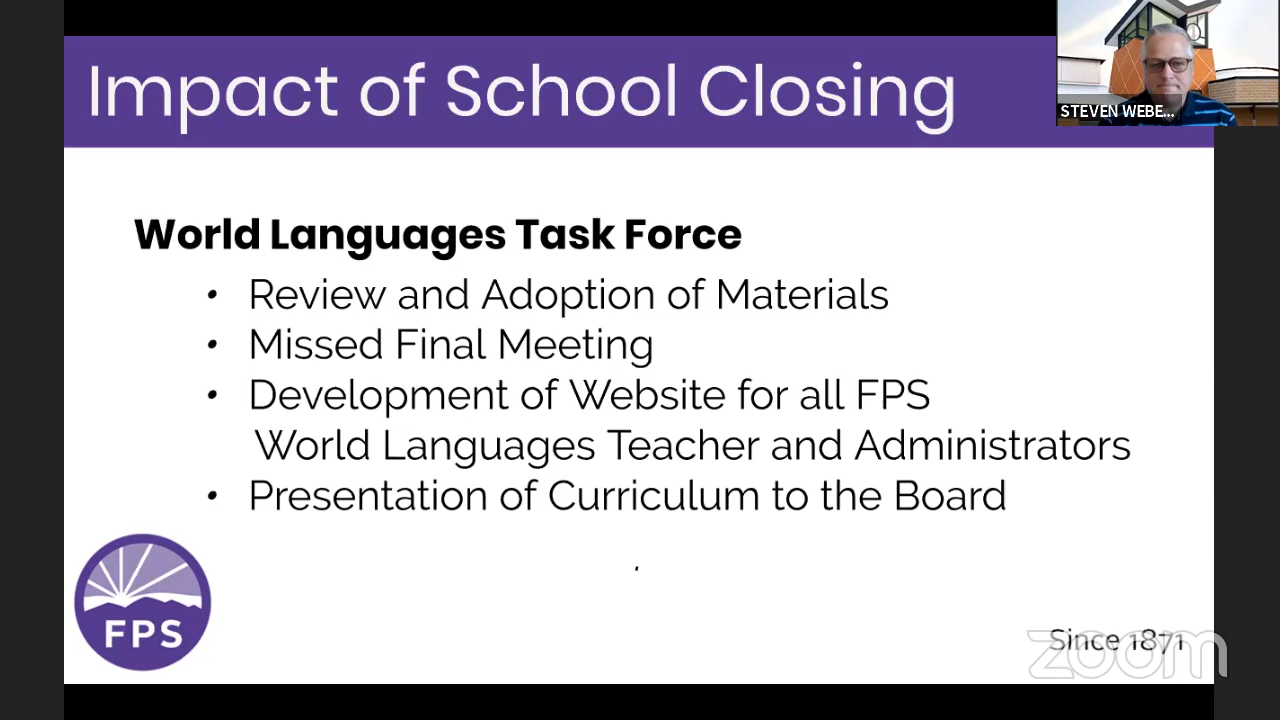 Impact of School Closing
STEVEN WEBE...
World Languages Task Force
• Review and Adoption of Materials
• Missed Final Meeting
• Development of Website for all FPS
World Languages Teacher and Administrators
• Presentation of Curriculum to the Board
.
FPS
Since 1871
zoom